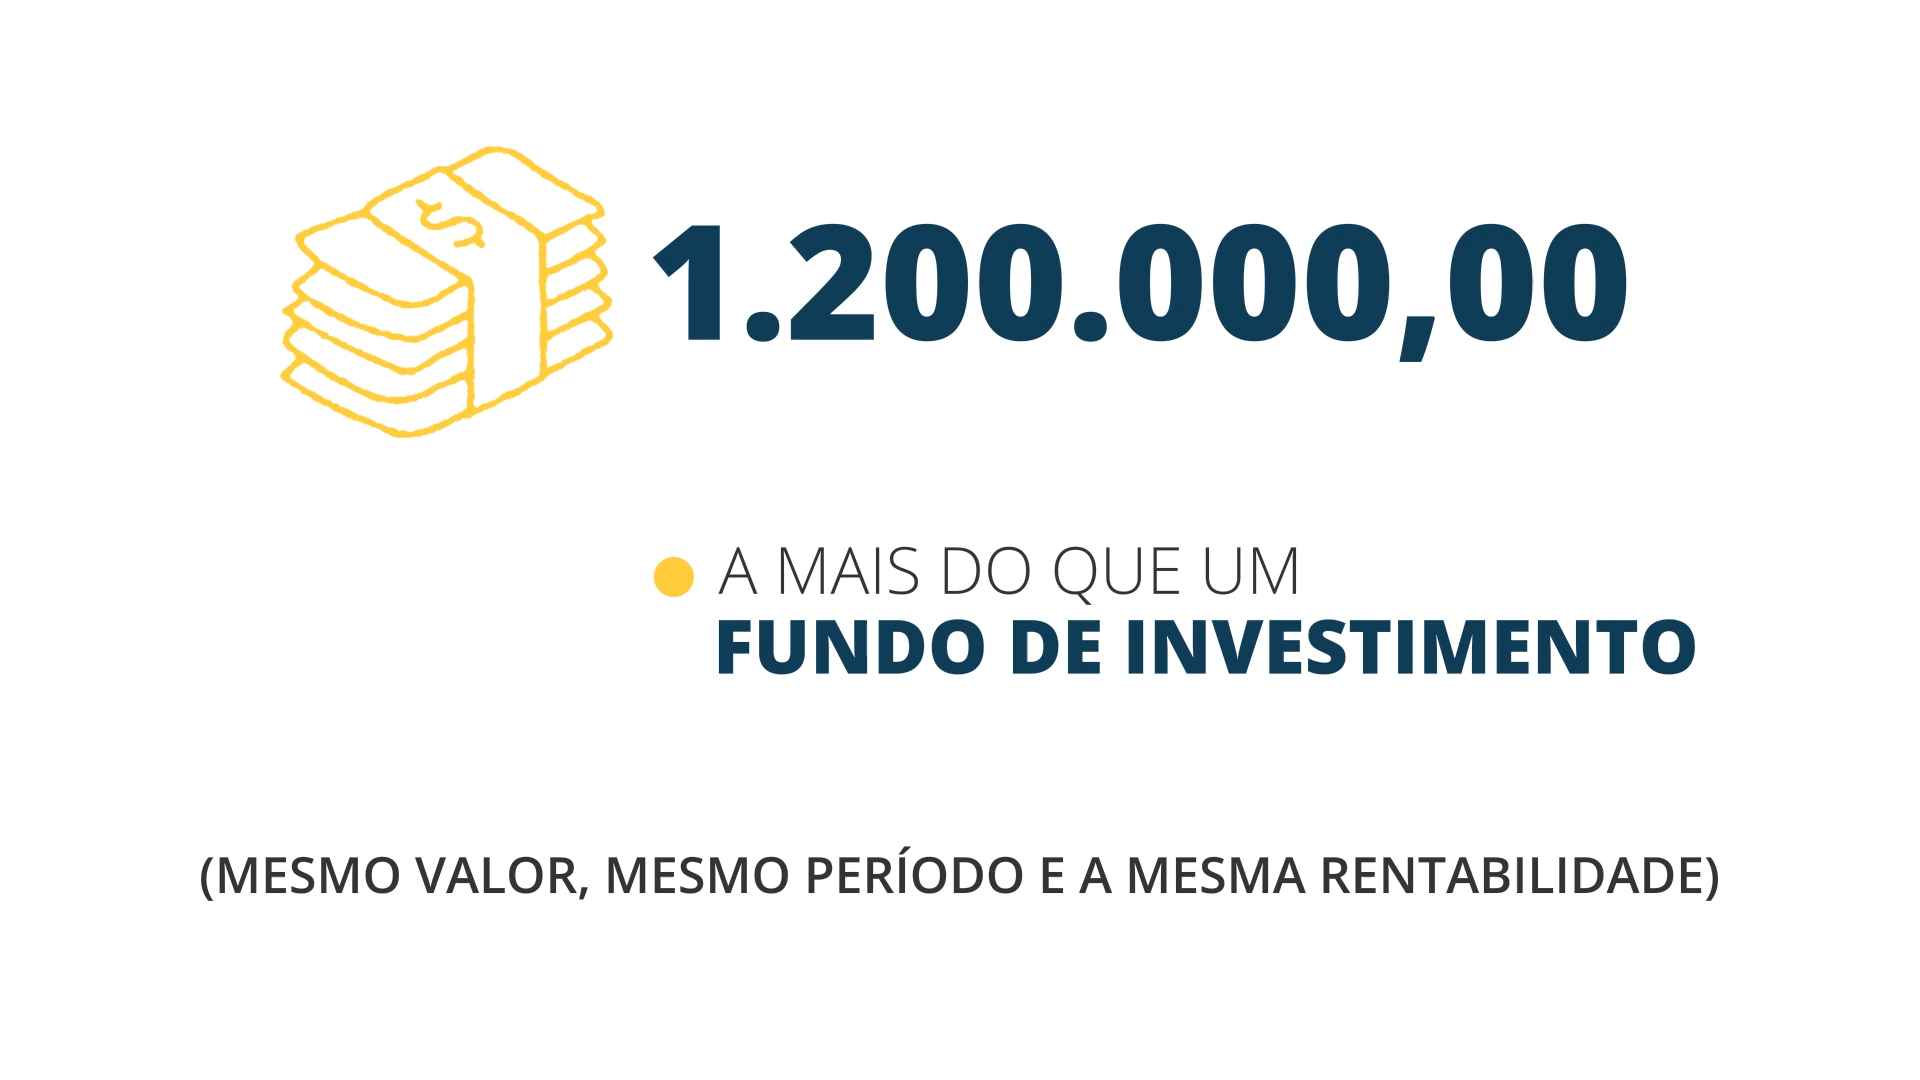 1.200.000,00
A MAIS DO QUE UM
FUNDO DE INVESTIMENTO
(MESMO VALOR, MESMO PERÍODO E A MESMA RENTABILIDADE)